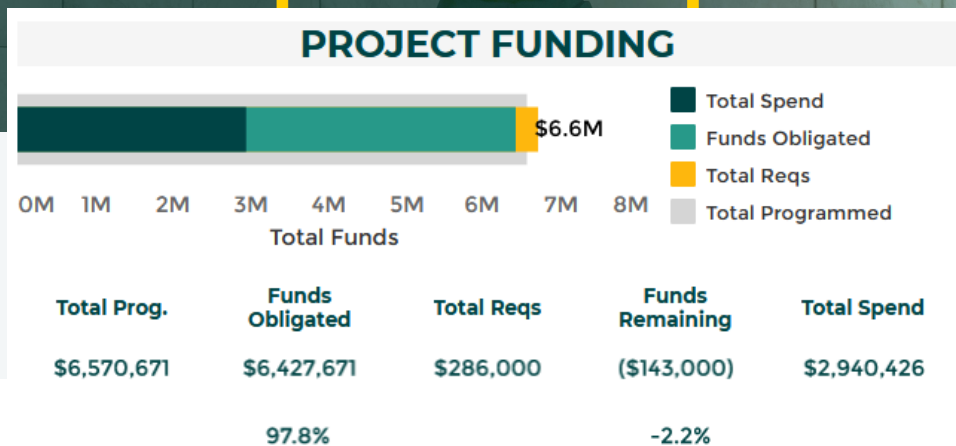 PROJECT FUNDING
$6.6M
Total Spend
Funds Obligated
Total Reqs
Total Programmed
0M 1M 2M 3M 4M 5M 6M 7M 8M
Total Funds
Total Prog.
Funds
Obligated
Total Reqs
Funds
Remaining
Total Spend
$6,570,671 $6,427,671 $286,000 ($143,000) $2,940,426
97.8% -2.2%